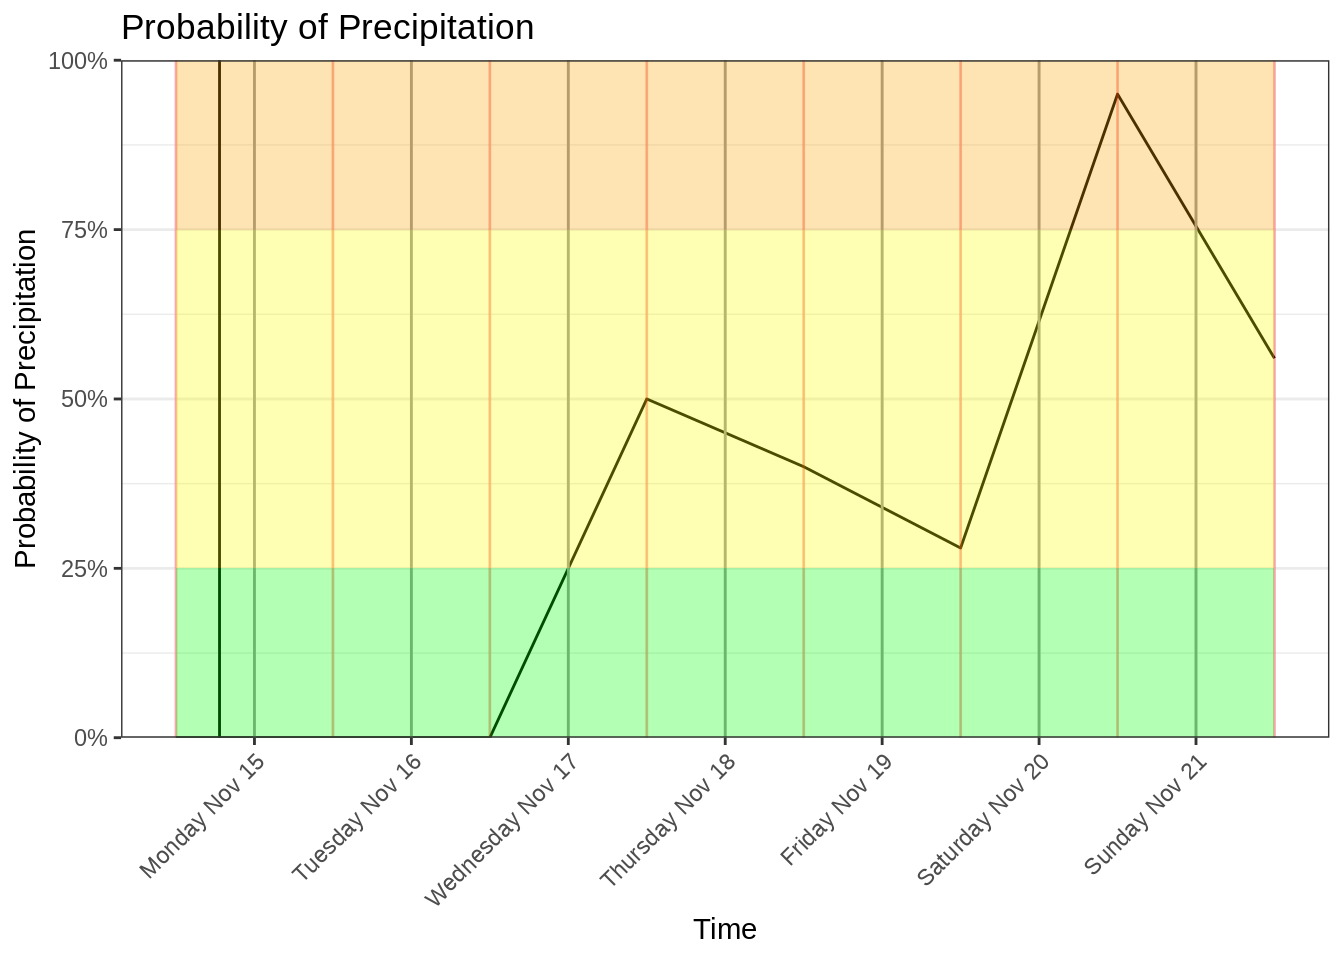 Probability of Precipitation
Probability of Precipitation
100%
75%
50%
25%
0%
Monday Nov 15
Tuesday Nov 16
Wednesday Nov 17
Thursday Nov 18
Friday Nov 19
Saturday Nov 20
Sunday Nov 21
Time